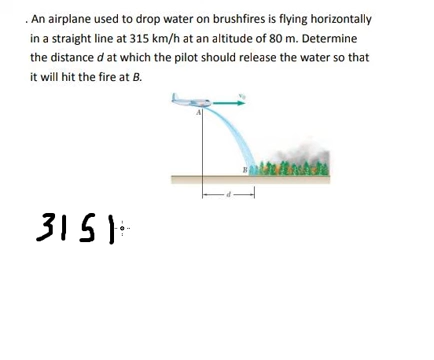 . An airplane used to drop water on brushfires is flying horizontally
in a straight line at 315 km/h at an altitude of 80 m. Determine
the distance d at which the pilot should release the water so that
it will hit the fire at B.
A
B
d
315